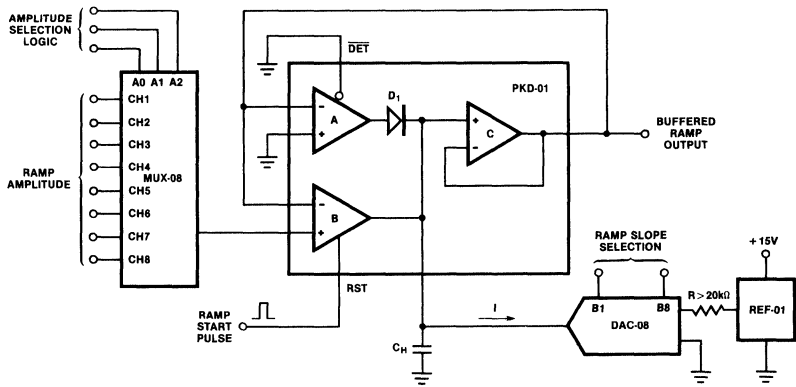 AMPLITUDE
SELECTION
LOGIC
A0 A1 A2
CH1
CH2
CH3
CH4
CH5
CH6
CH7
CH8
MUX-08
RAMP
AMPLITUDE
DET
PKD-01
D1
A
-
+
B
-
+
C
+
-
RST
BUFFERED
RAMP
OUTPUT
RAMP
START
PULSE
CH
I
RAMP SLOPE
SELECTION
B1
B8
DAC-08
R>20kΩ
+15V
REF-01